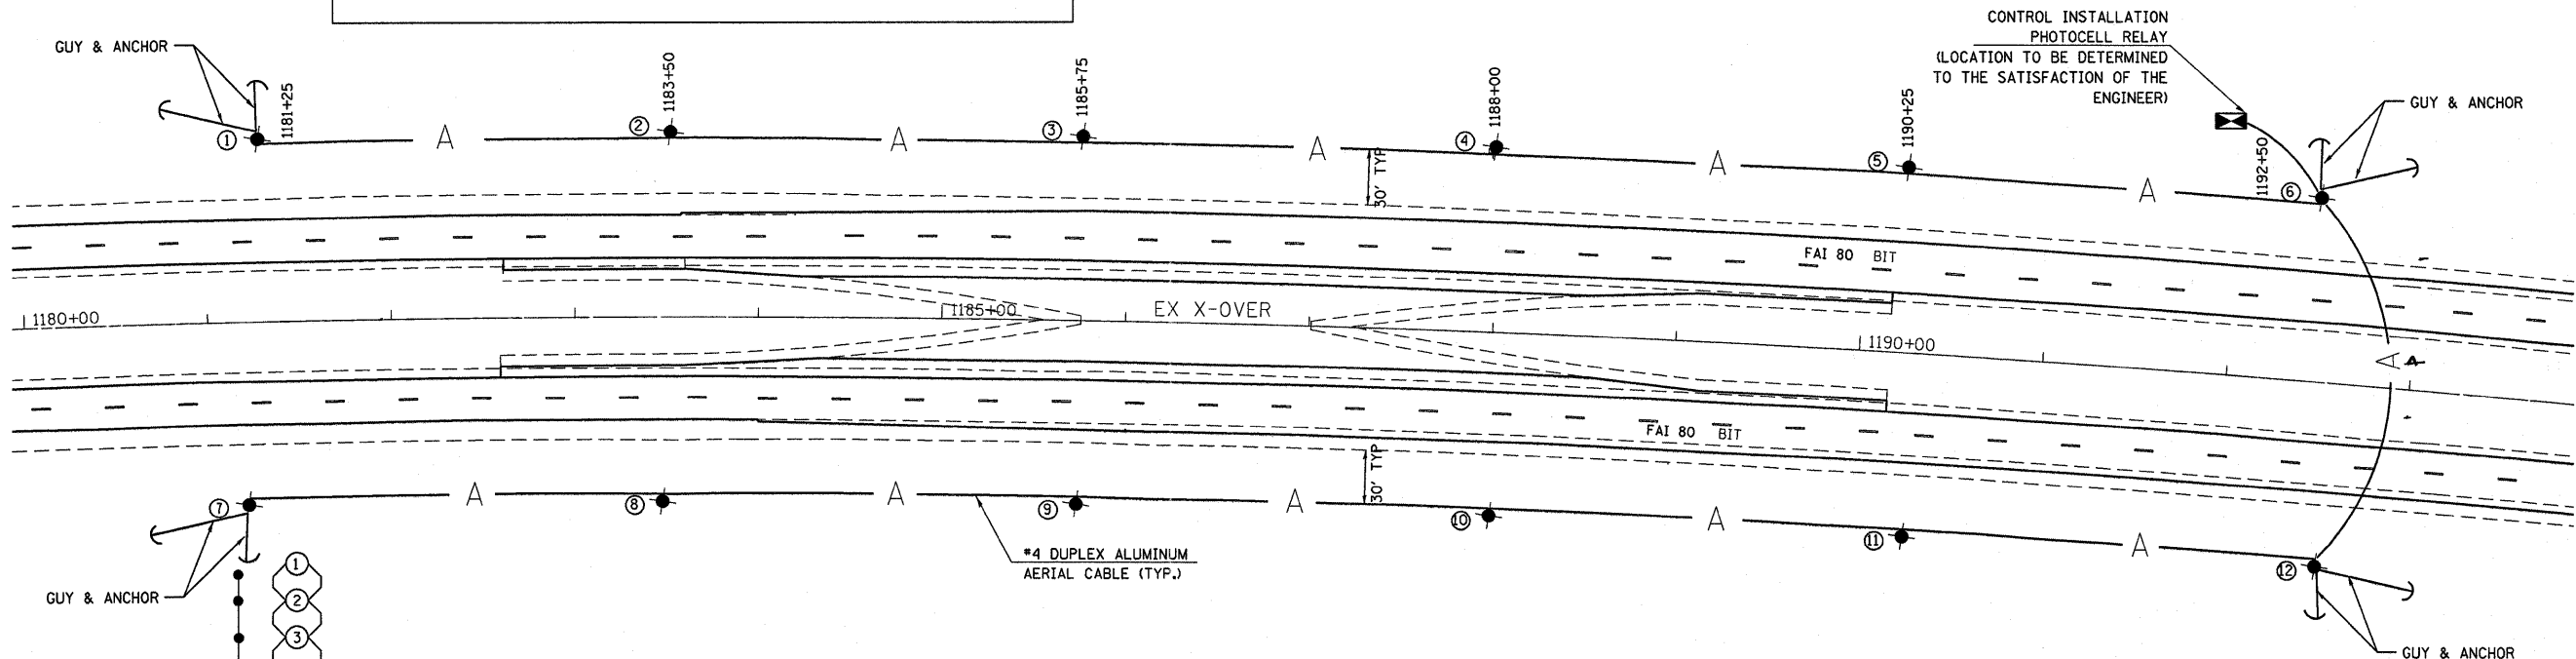 CONTROL INSTALLATION
PHOTOCELL RELAY
(LOCATION TO BE DETERMINED
TO THE SATISFACTION OF THE
ENGINEER)
GUY & ANCHOR
GUY & ANCHOR
1181+25
1183+50
1185+75
1188+00
1190+25
1192+50
1
2
3
4
5
6
A
A
A
A
A
30' TYP
FAI 80 BIT
1180+00
1185+00
EX X-OVER
1190+00
A
FAI 80 BIT
30' TYP
A
A
A
A
A
7
8
9
10
11
12
#4 DUPLEX ALUMINUM
AERIAL CABLE (TYP.)
GUY & ANCHOR
GUY & ANCHOR
1
2
3